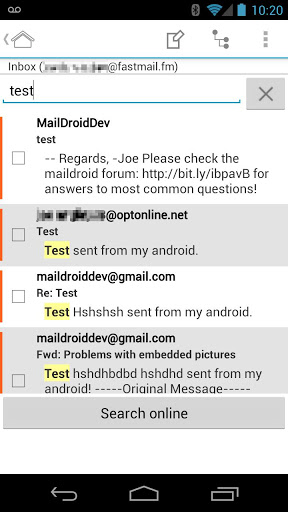 10:20
Inbox (@fastmail.fm)
test
MailDroidDev
test
-- Regards, -Joe Please check the
maildroid forum: http://bit.ly/ibpavB for
answers to most common questions!
@optonline.net
Test
Test sent from my android.
maildroiddev@gmail.com
Re: Test
Test Hshshsh sent from my android.
maildroiddev@gmail.com
Fwd: Problems with embedded pictures
Test hshdhbdbd hshdhd sent from my
android! -----Original Message-----
Search online